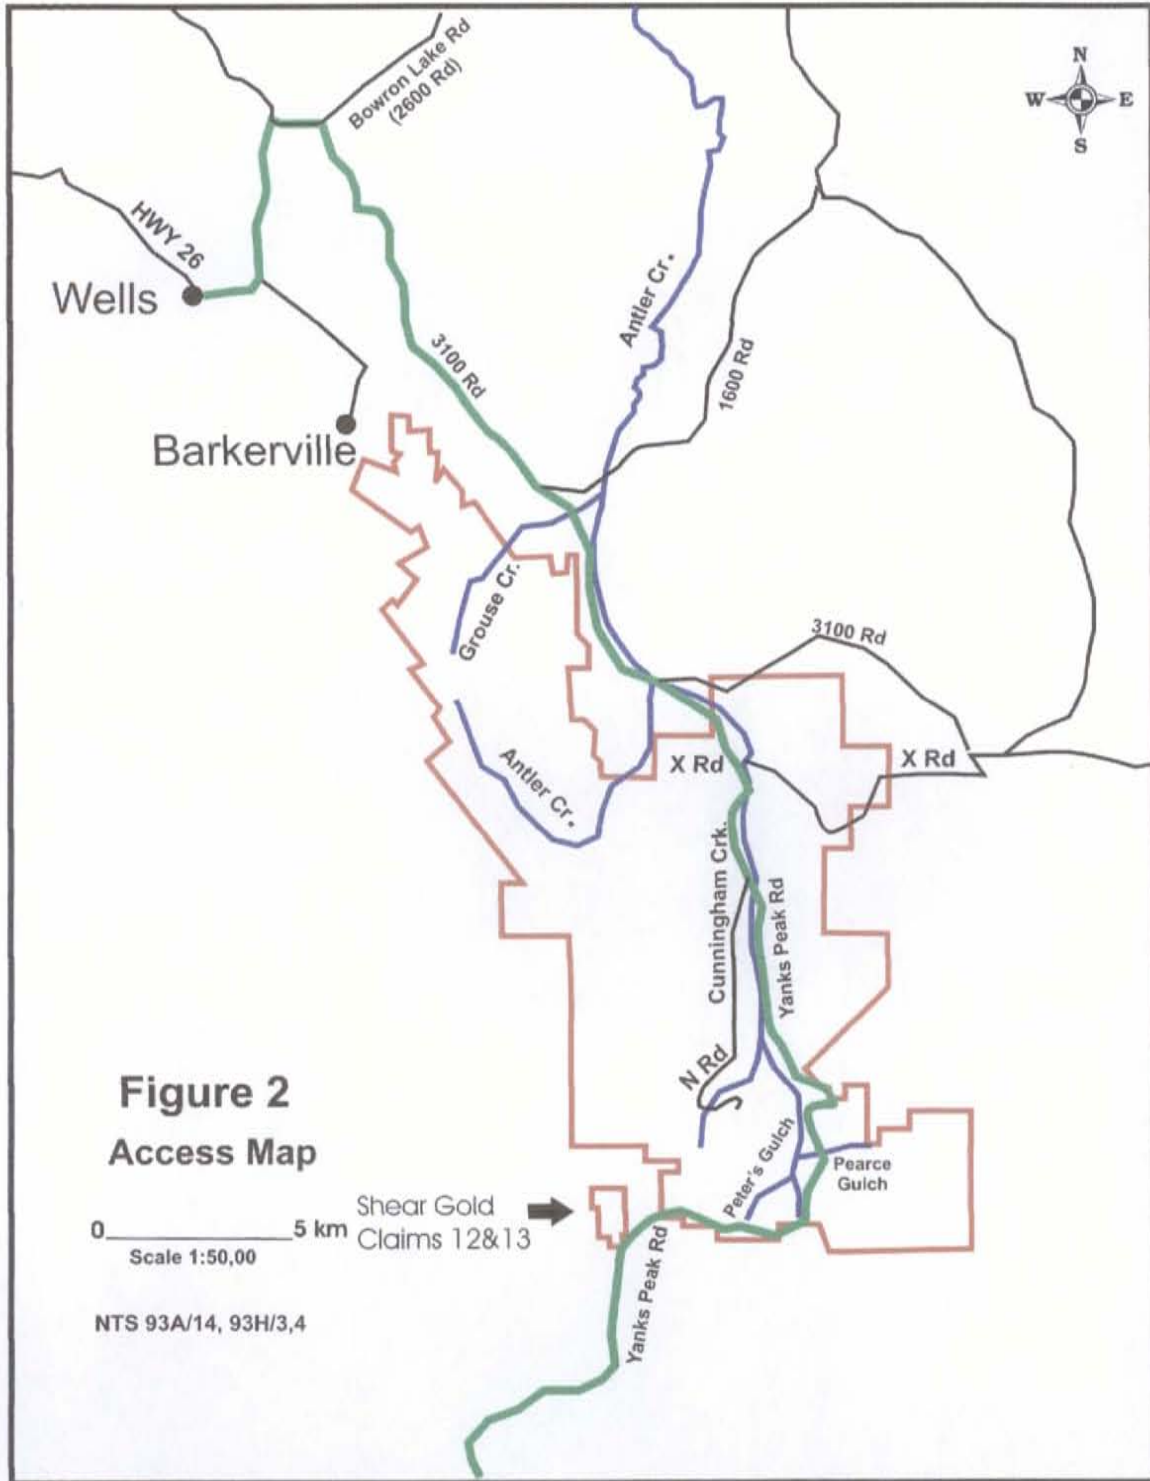 Bowron Lake Rd
(2600 Rd)
N
W E
S
HWY 26
Wells
Antler Cr.
3100 Rd
1600 Rd
Barkerville
Grouse Cr.
3100 Rd
Antler Cr.
X Rd
X Rd
Cunningham Crk.
Yanks Peak Rd
N Rd
Figure 2
Access Map
Peter's Gulch
Pearce
Gulch
Shear Gold
Claims 12&13
0 5 km
Scale 1:50,00
Yanks Peak Rd
NTS 93A/14, 93H/3,4